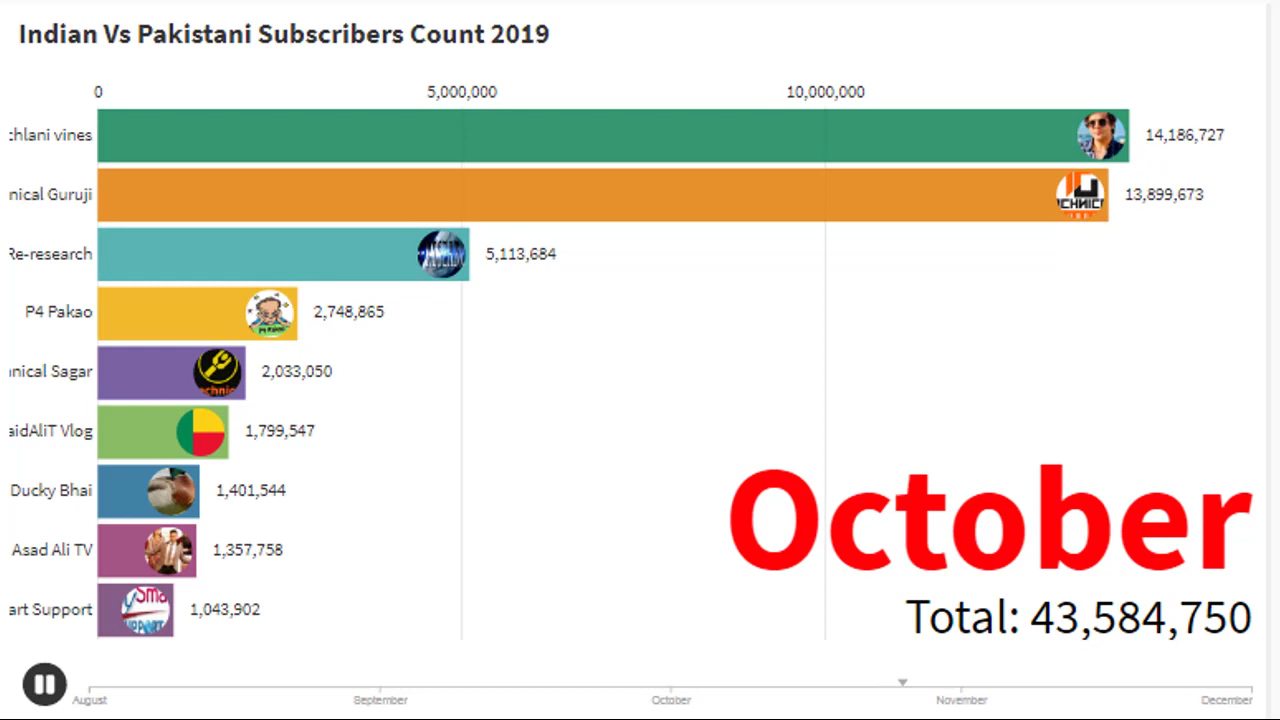 Indian Vs Pakistani Subscribers Count 2019
0 5,000,000 10,000,000
chlani vines 14,186,727
nical Guruji 13,899,673
Re-research 5,113,684
P4 Pakao 2,748,865
nnical Sagar 2,033,050
aidAliT Vlog 1,799,547
Ducky Bhai 1,401,544
Asad Ali TV 1,357,758
art Support 1,043,902
October
Total: 43,584,750
August September October November December